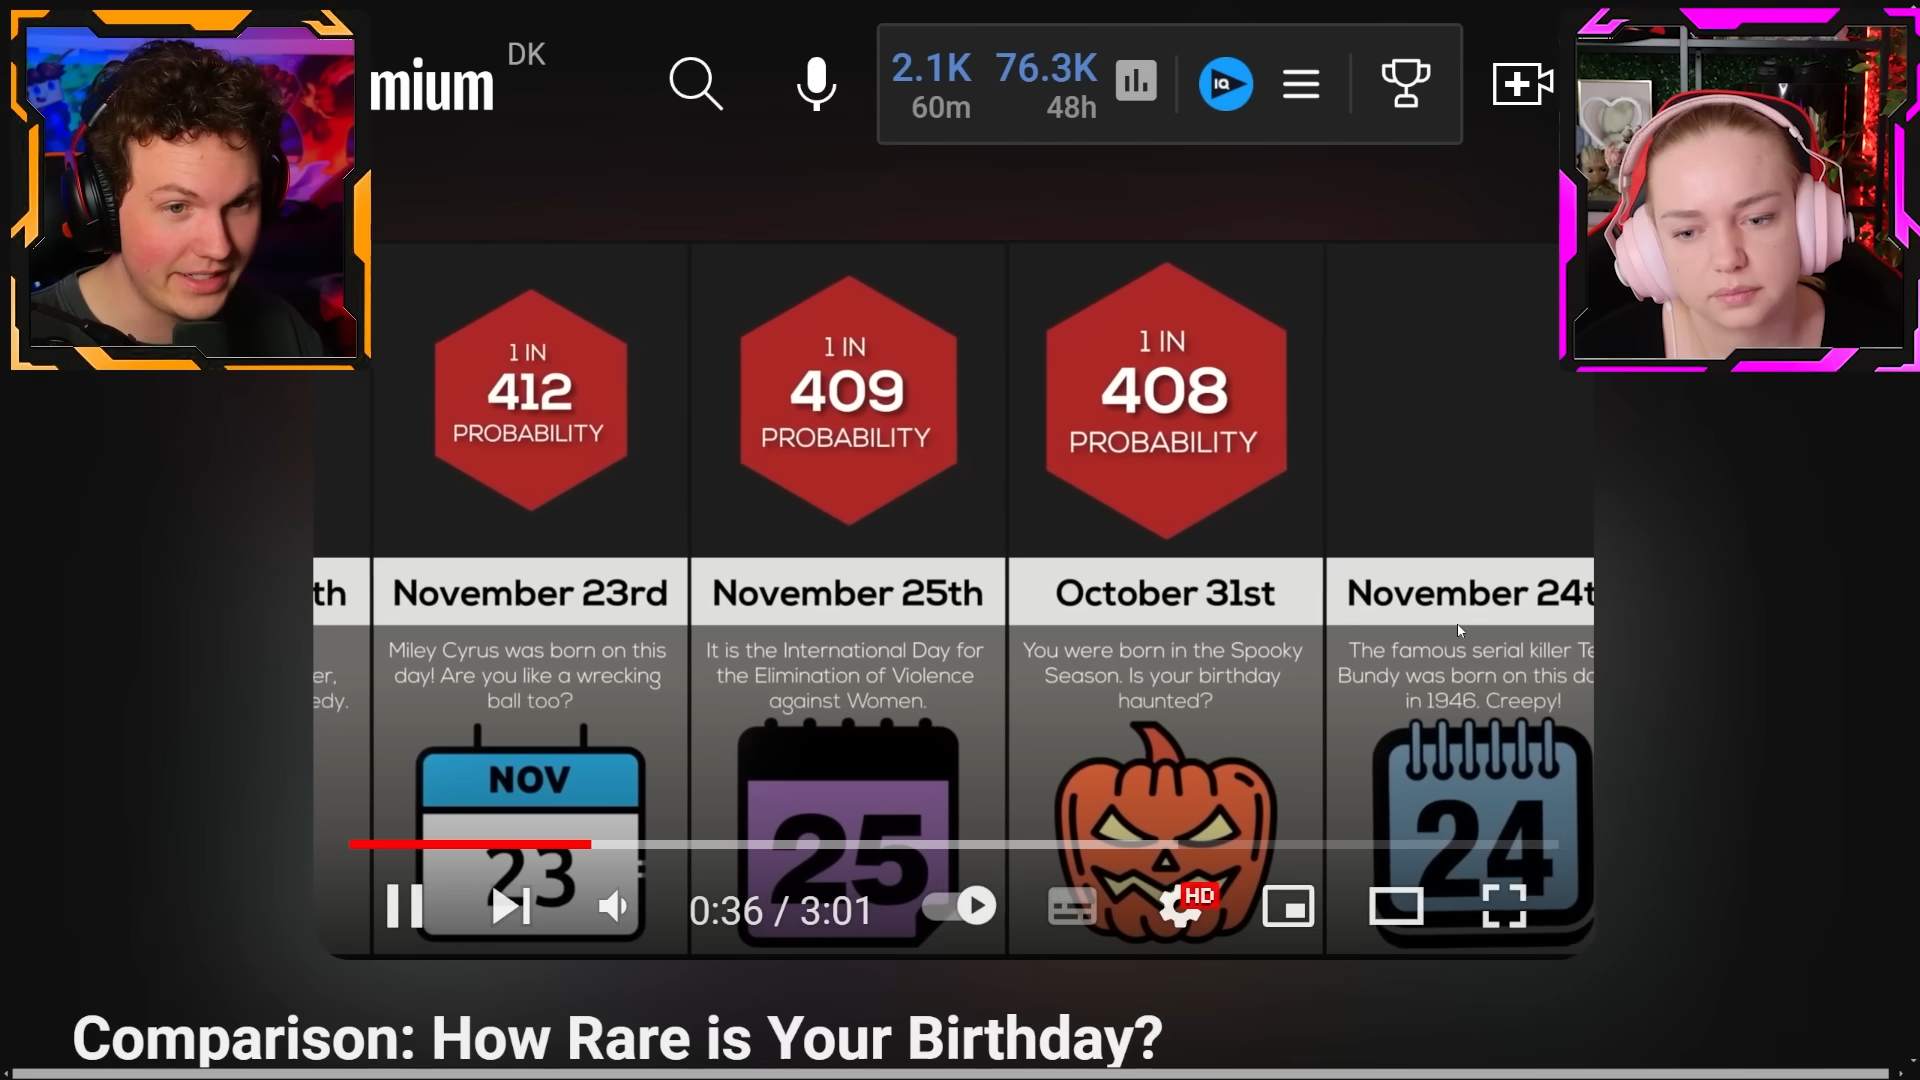 mium DK
2.1K 76.3K
60m 48h
IQ
1 IN
412
PROBABILITY
1 IN
409
PROBABILITY
1 IN
408
PROBABILITY
th
November 23rd
November 25th
October 31st
November 24t
er,
edy.
Miley Cyrus was born on this
day! Are you like a wrecking
ball too?
It is the International Day for
the Elimination of Violence
against Women.
You were born in the Spooky
Season. Is your birthday
haunted?
The famous serial killer Te
Bundy was born on this da
in 1946. Creepy!
NOV
23
25
24
0:36 / 3:01
HD
Comparison: How Rare is Your Birthday?